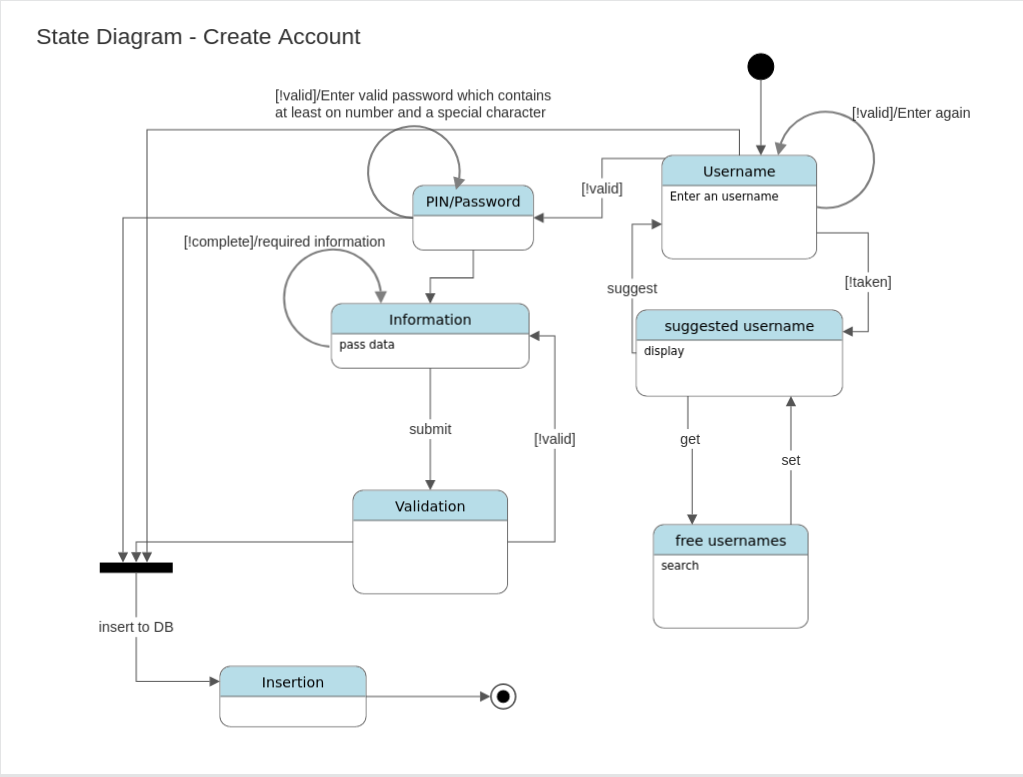 State Diagram - Create Account
[!valid]/Enter valid password which contains
at least on number and a special character
[!valid]/Enter again
Username
Enter an username
[!valid]
PIN/Password
[!complete]/required information
[!taken]
suggest
Information
pass data
suggested username
display
submit
[!valid]
get
set
Validation
free usernames
search
insert to DB
Insertion